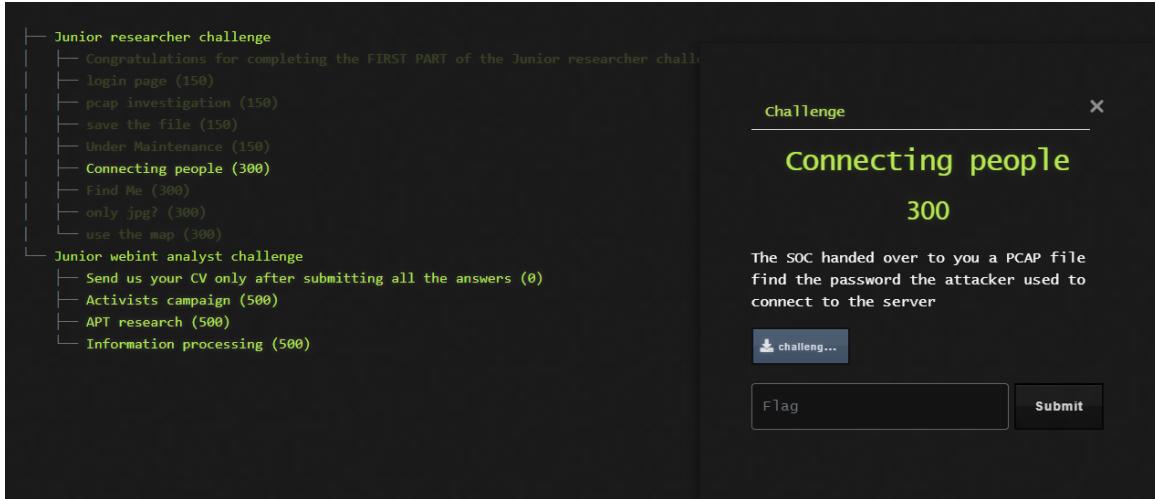 Junior researcher challenge
Congratulations for completing the FIRST PART of the Junior researcher
login page (150)
pcap investigation (150)
save the file (150)
Under Maintenance (150)
Connecting people (300)
Find Me (300)
only jpg? (300)
use the map (300)
Junior webint analyst challenge
Send us your CV only after submitting all the answers (0)
Activists campaign (500)
APT research (500)
Information processing (500)
Challenge
×
Connecting people
300
The SOC handed over to you a PCAP file
find the password the attacker used to
connect to the server
challeng...
Flag
Submit